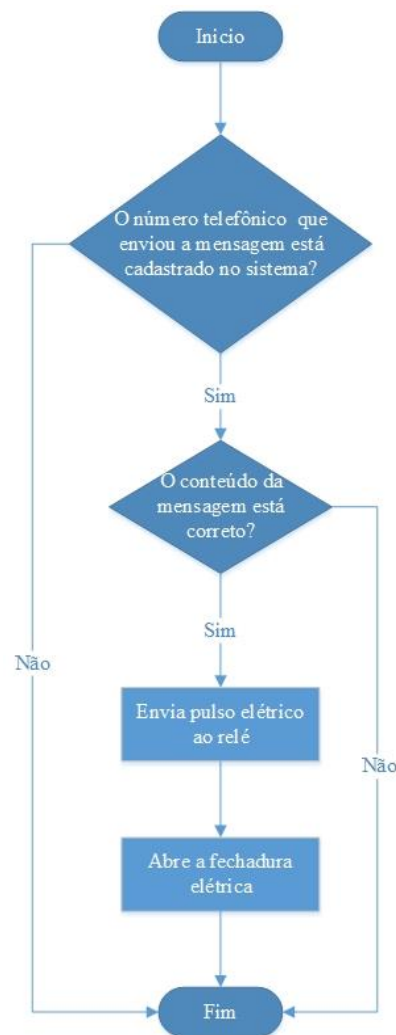 Inicio
O número telefônico que
enviou a mensagem está
cadastrado no sistema?
Sim
O conteúdo da
mensagem está
correto?
Sim
Não
Envia pulso elétrico
ao relé
Não
Abre a fechadura
elétrica
Fim